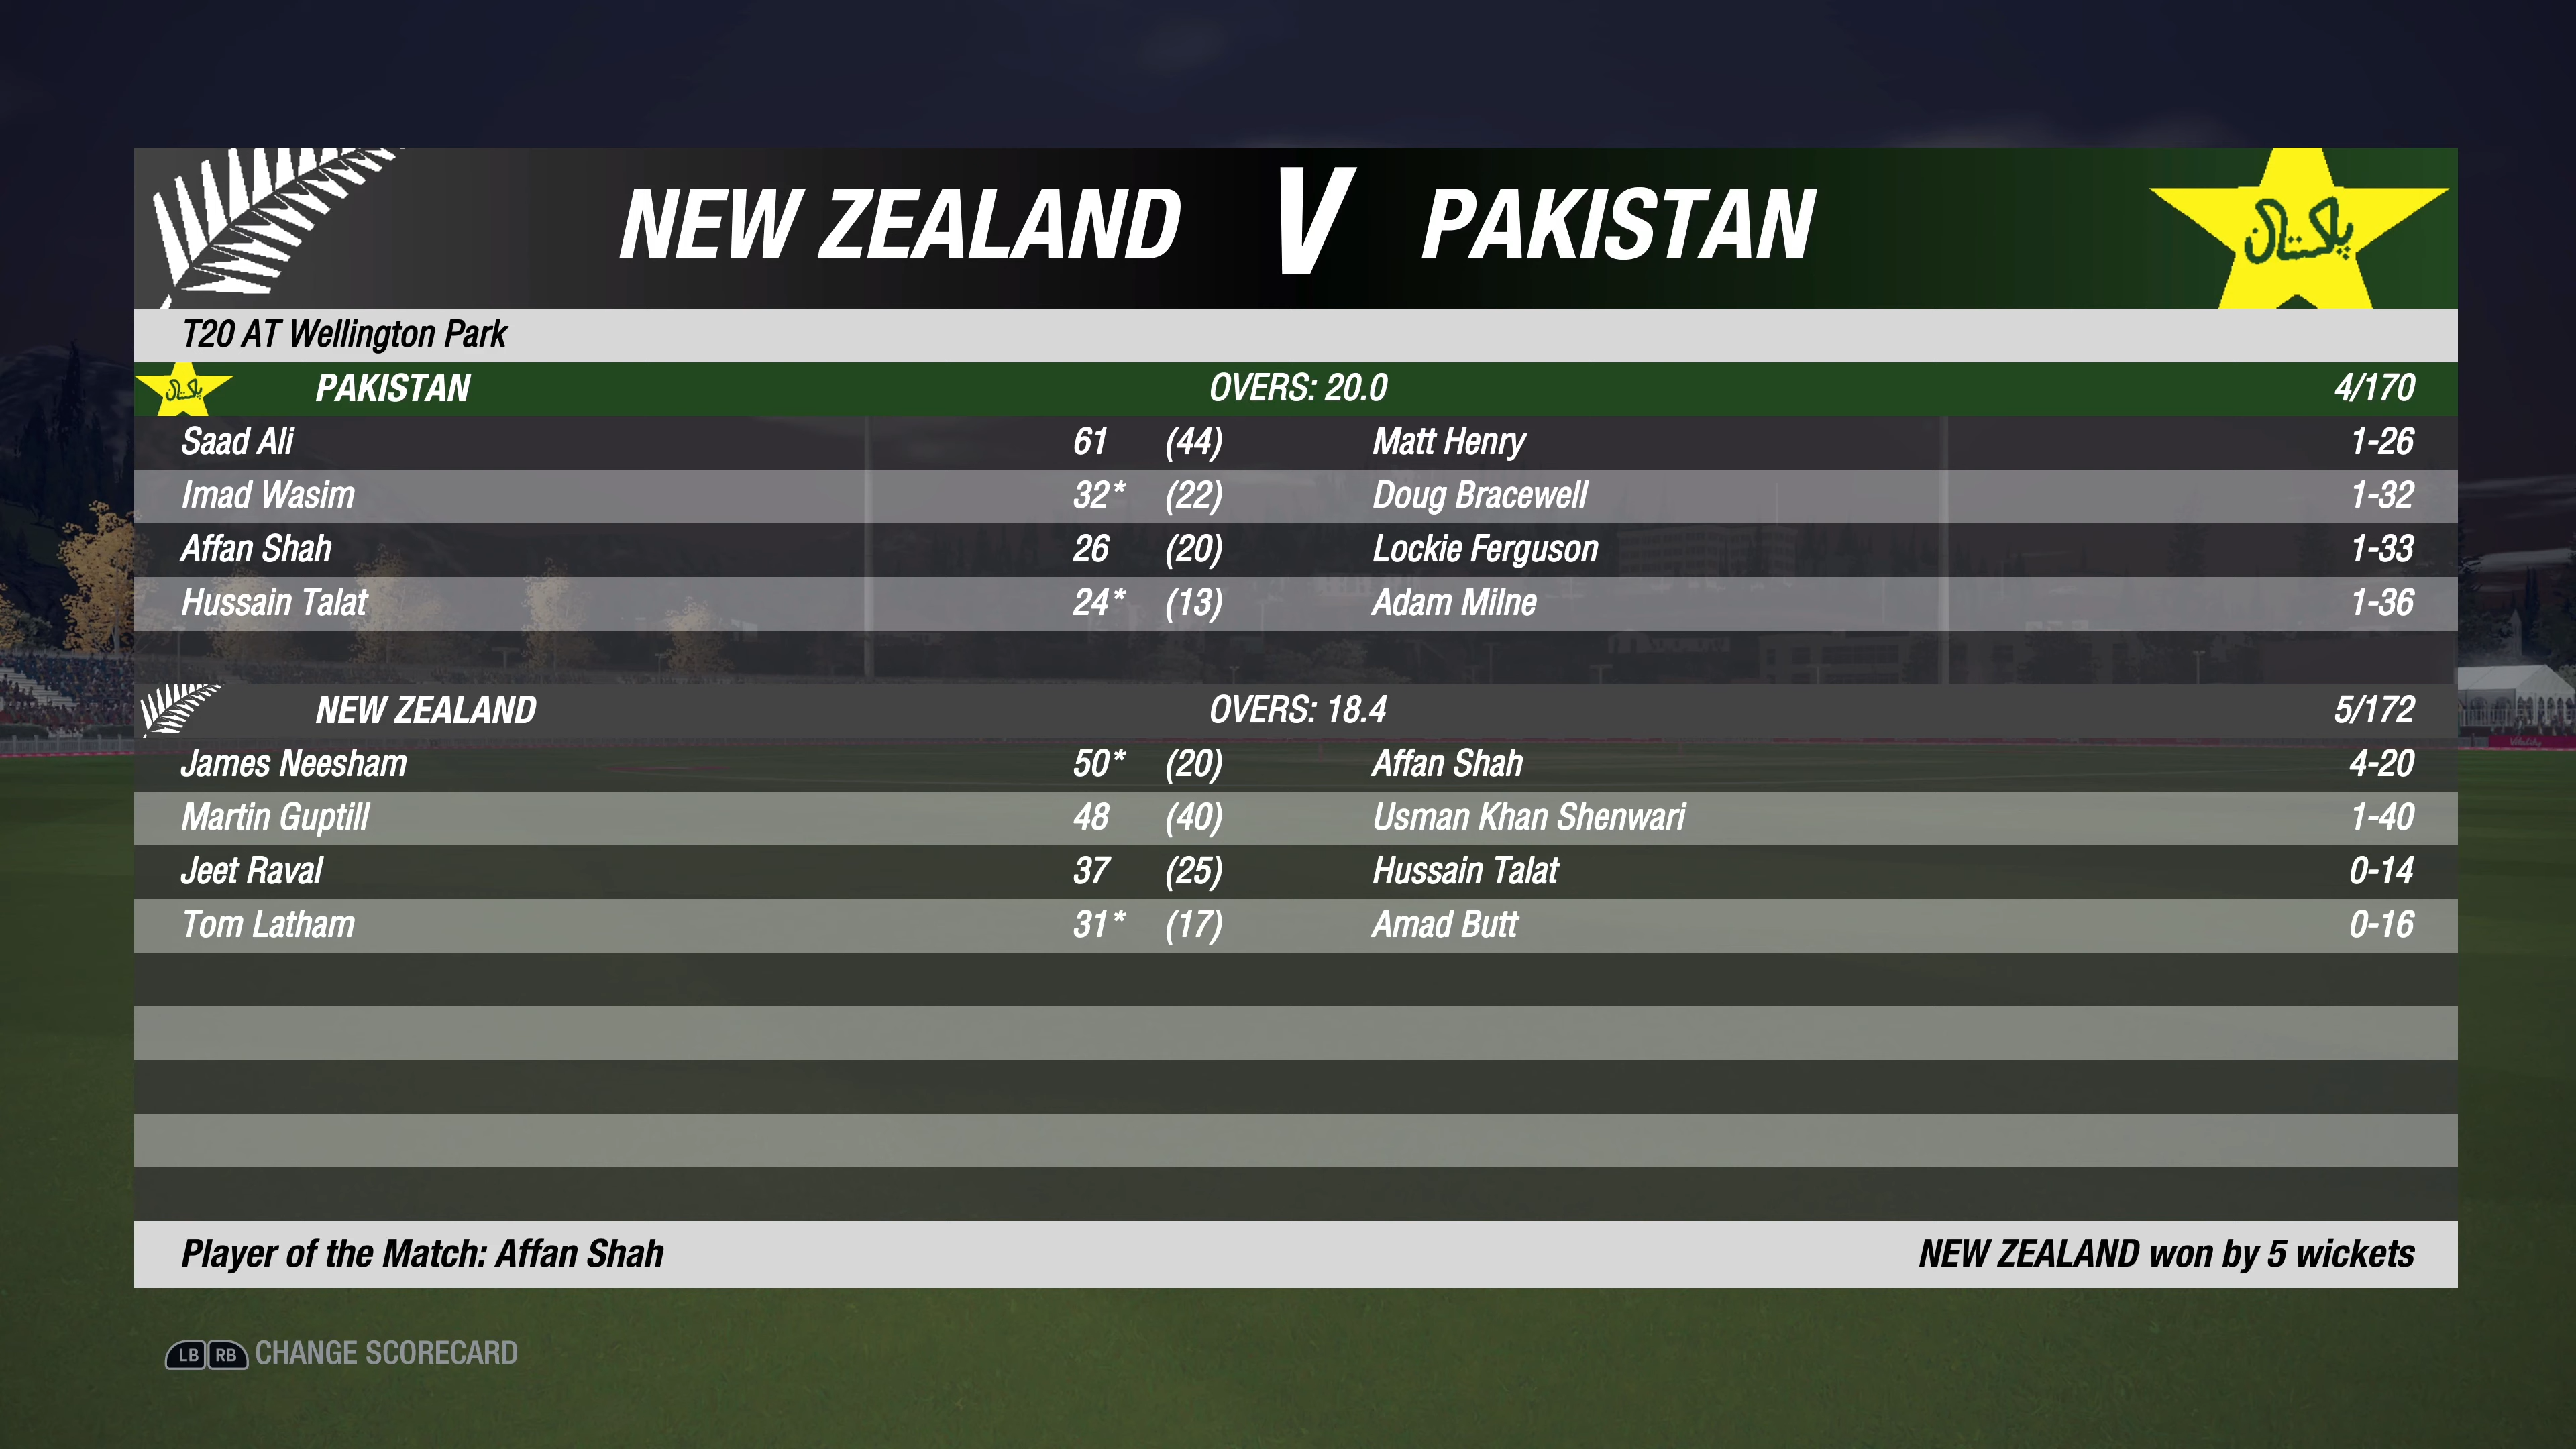 NEW ZEALAND V PAKISTAN
پاکستان
T20 AT Wellington Park
پاکستان PAKISTAN OVERS: 20.0 4/170
Saad Ali 61 (44) Matt Henry 1-26
Imad Wasim 32* (22) Doug Bracewell 1-32
Affan Shah 26 (20) Lockie Ferguson 1-33
Hussain Talat 24* (13) Adam Milne 1-36
NEW ZEALAND OVERS: 18.4 5/172
James Neesham 50* (20) Affan Shah 4-20
Martin Guptill 48 (40) Usman Khan Shenwari 1-40
Jeet Raval 37 (25) Hussain Talat 0-14
Tom Latham 31* (17) Amad Butt 0-16
Player of the Match: Affan Shah NEW ZEALAND won by 5 wickets
LB RB CHANGE SCORECARD